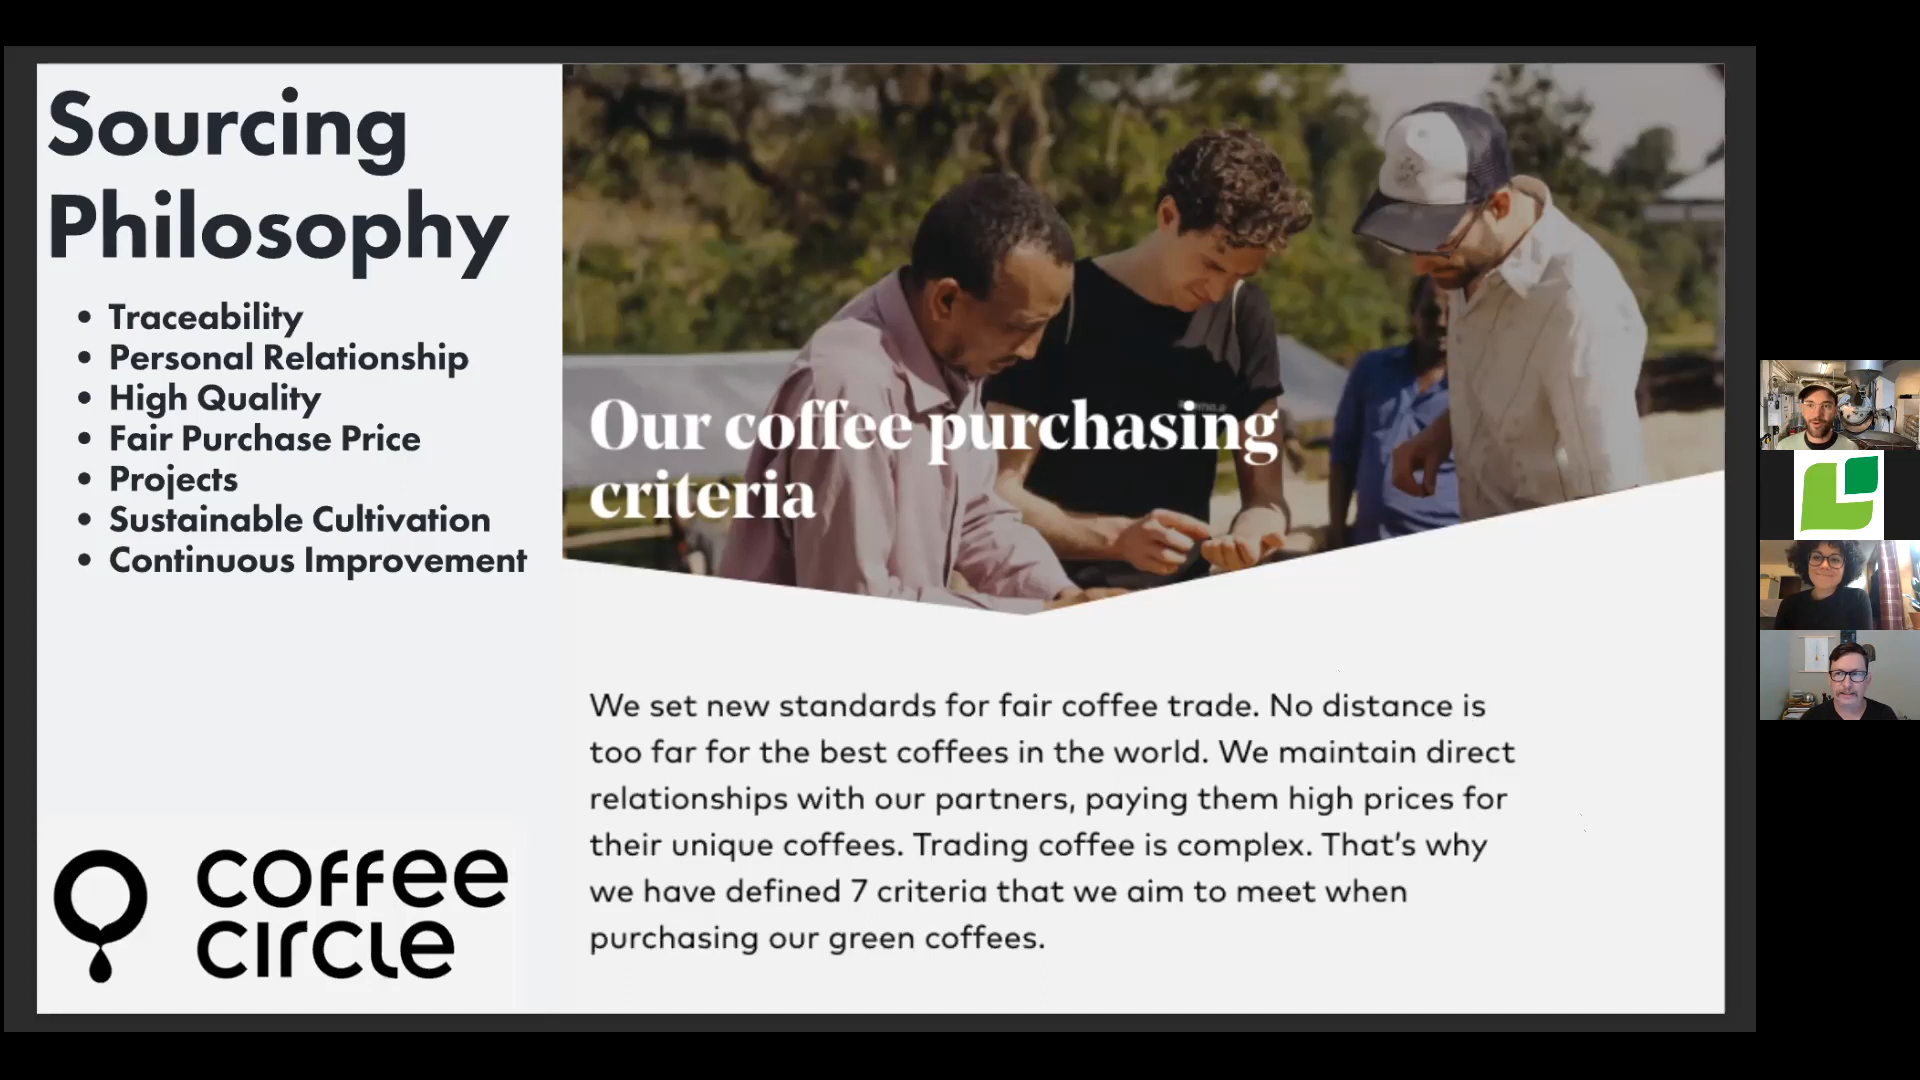 Sourcing
Philosophy
• Traceability
• Personal Relationship
• High Quality
• Fair Purchase Price
• Projects
• Sustainable Cultivation
• Continuous Improvement
coffee
circle
Our coffee purchasing
criteria
We set new standards for fair coffee trade. No distance is
too far for the best coffees in the world. We maintain direct
relationships with our partners, paying them high prices for
their unique coffees. Trading coffee is complex. That's why
we have defined 7 criteria that we aim to meet when
purchasing our green coffees.